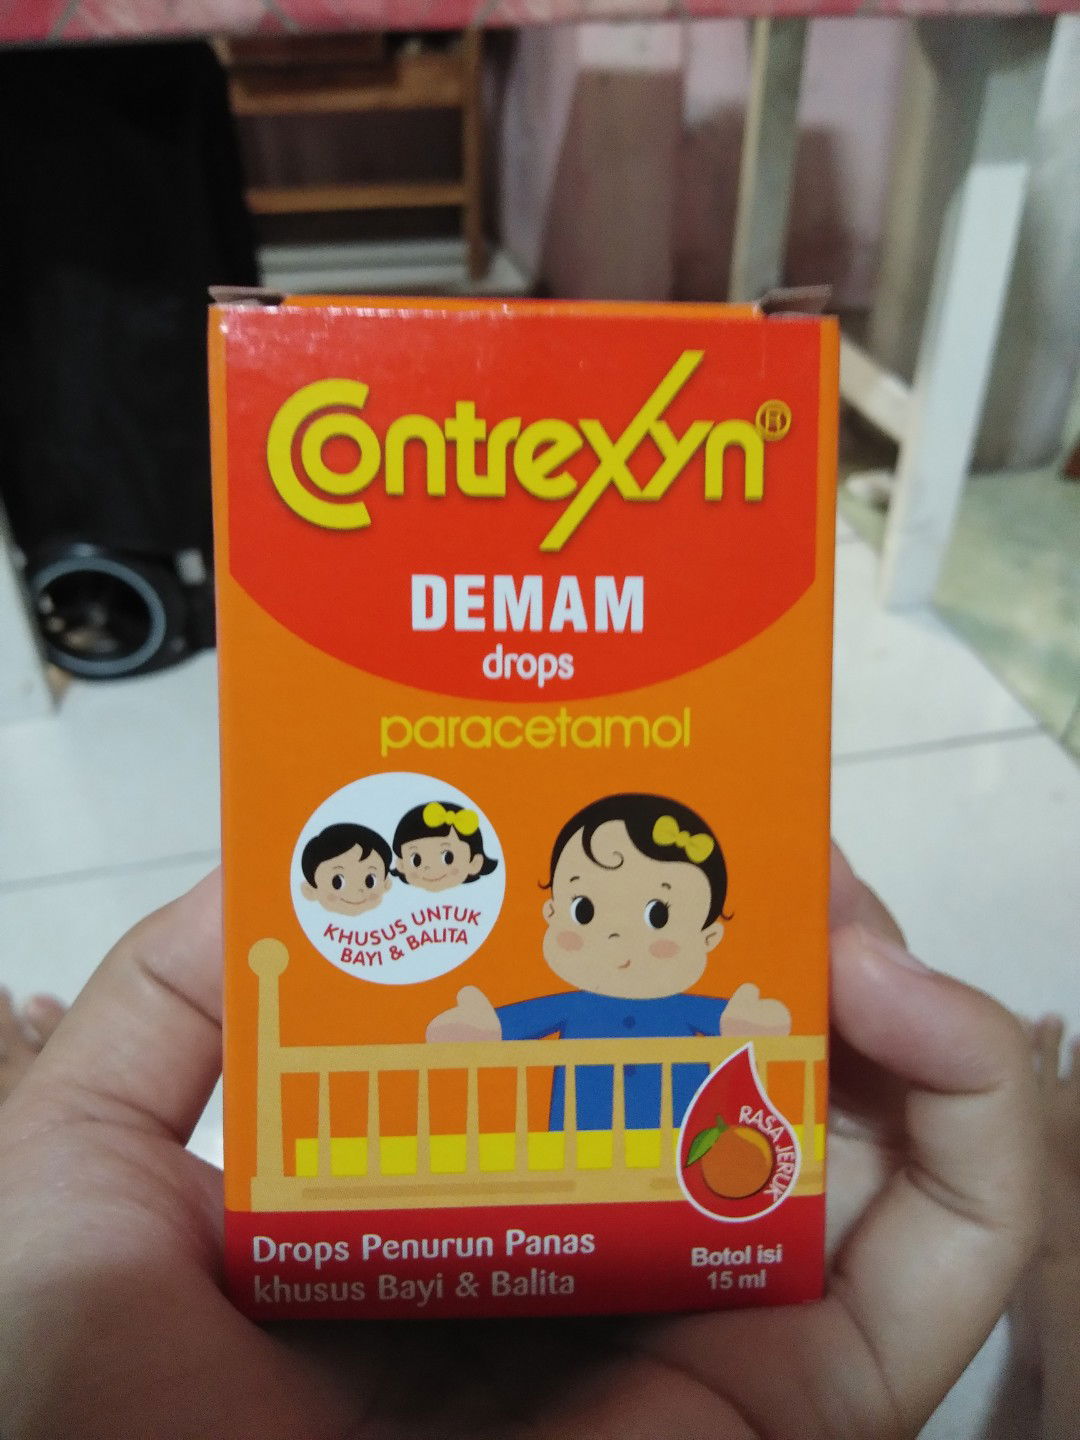 Contrexyn®
DEMAM
drops
paracetamol
KHUSUS UNTUK
BAYI & BALITA
RASA JERUK
Drops Penurun Panas
khusus Bayi & Balita
Botol isi
15 ml